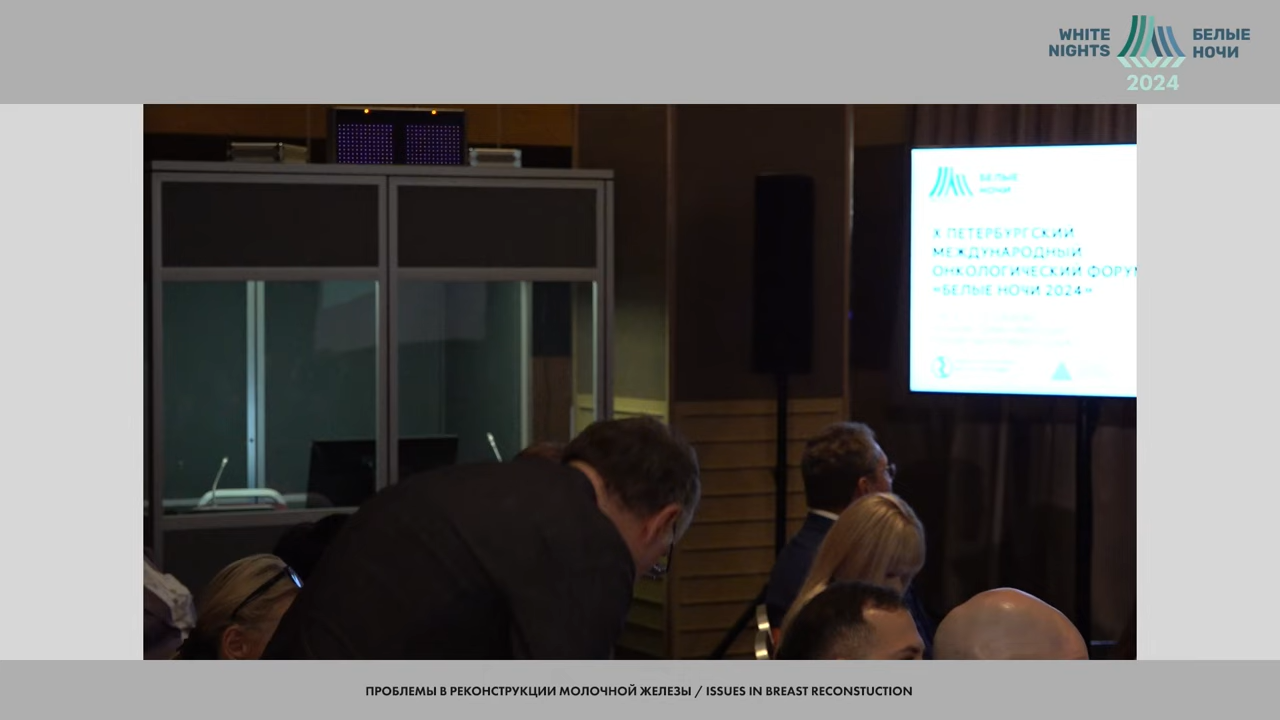 WHITE
NIGHTS
БЕЛЫЕ
НОЧИ
2024
БЕЛЫЕ
НОЧИ
X ПЕТЕРБУРГСКИЙ
МЕЖДУНАРОДНЫЙ
ОНКОЛОГИЧЕСКИЙ ФОРУМ
«БЕЛЫЕ НОЧИ 2024»
ПРОБЛЕМЫ В РЕКОНСТРУКЦИИ МОЛОЧНОЙ ЖЕЛЕЗЫ / ISSUES IN BREAST RECONSTUCTION